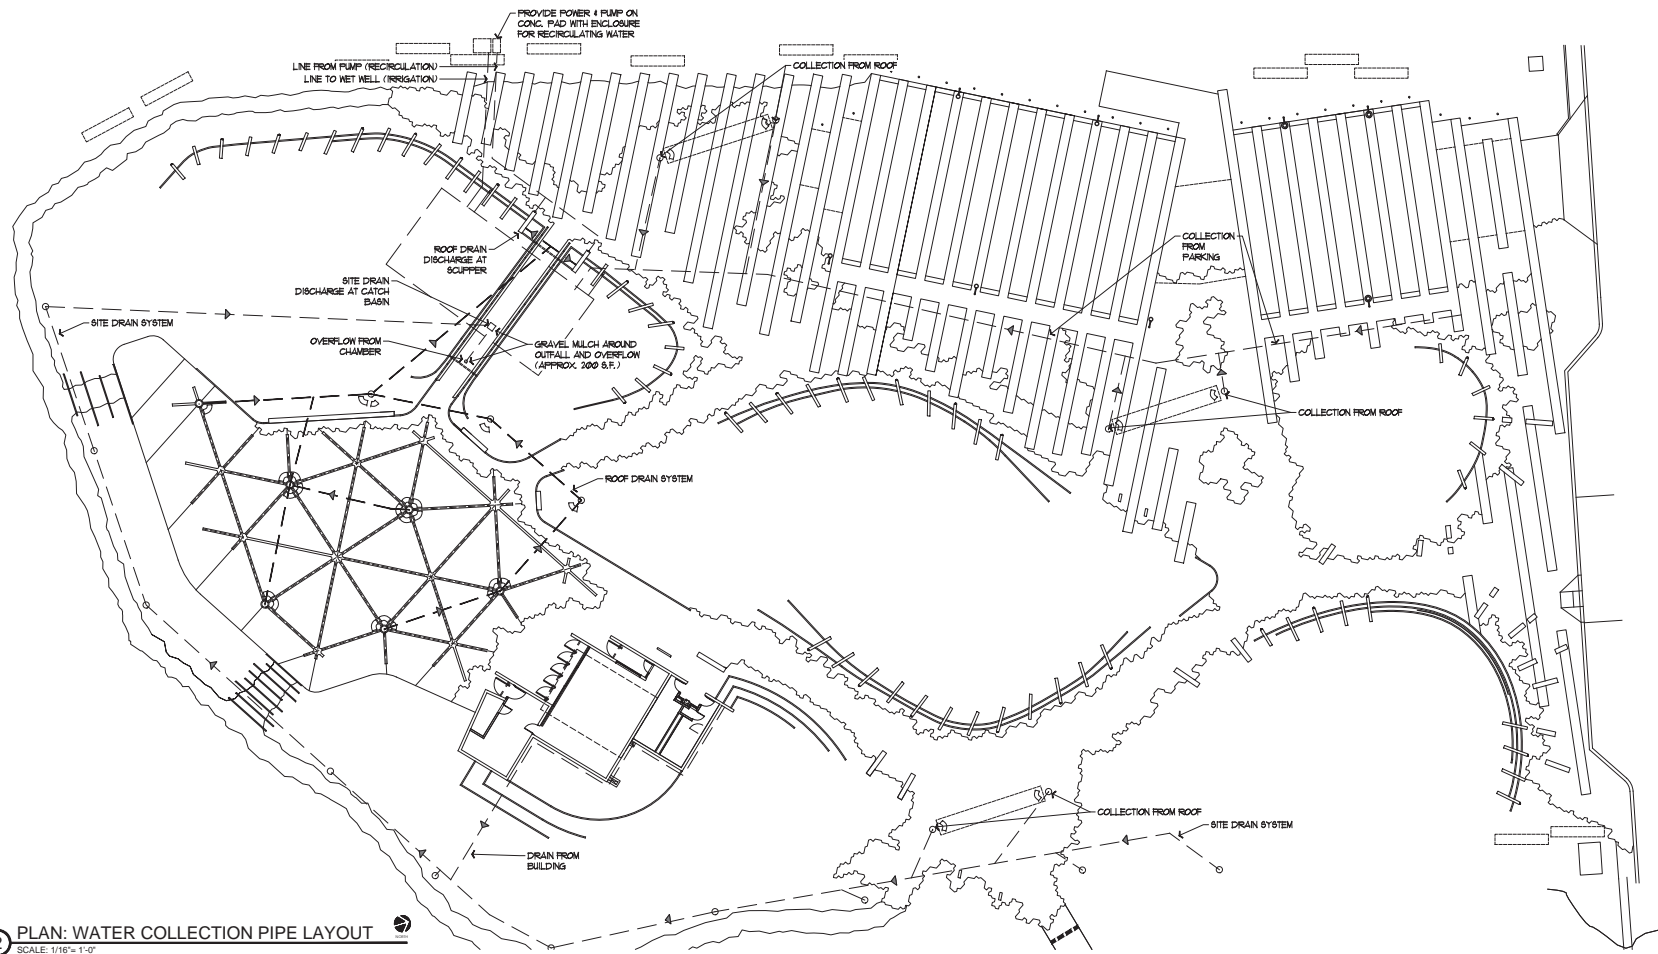 PROVIDE POWER & PUMP ON
CONC. PAD WITH ENCLOSURE
FOR RECIRCULATING WATER
LINE FROM PUMP (RECIRCULATION)
LINE TO WET WELL (IRRIGATION)
COLLECTION FROM ROOF
ROOF DRAIN
DISCHARGE AT
SCUPPER
COLLECTION
FROM
PARKING
SITE DRAIN
DISCHARGE AT CATCH
BASIN
SITE DRAIN SYSTEM
OVERFLOW FROM
CHAMBER
GRAVEL MULCH AROUND
OUTFALL AND OVERFLOW
(APPROX. 200 S.F.)
COLLECTION FROM ROOF
ROOF DRAIN SYSTEM
COLLECTION FROM ROOF
SITE DRAIN SYSTEM
DRAIN FROM
BUILDING
2 PLAN: WATER COLLECTION PIPE LAYOUT
NORTH
SCALE: 1/16"= 1'-0"